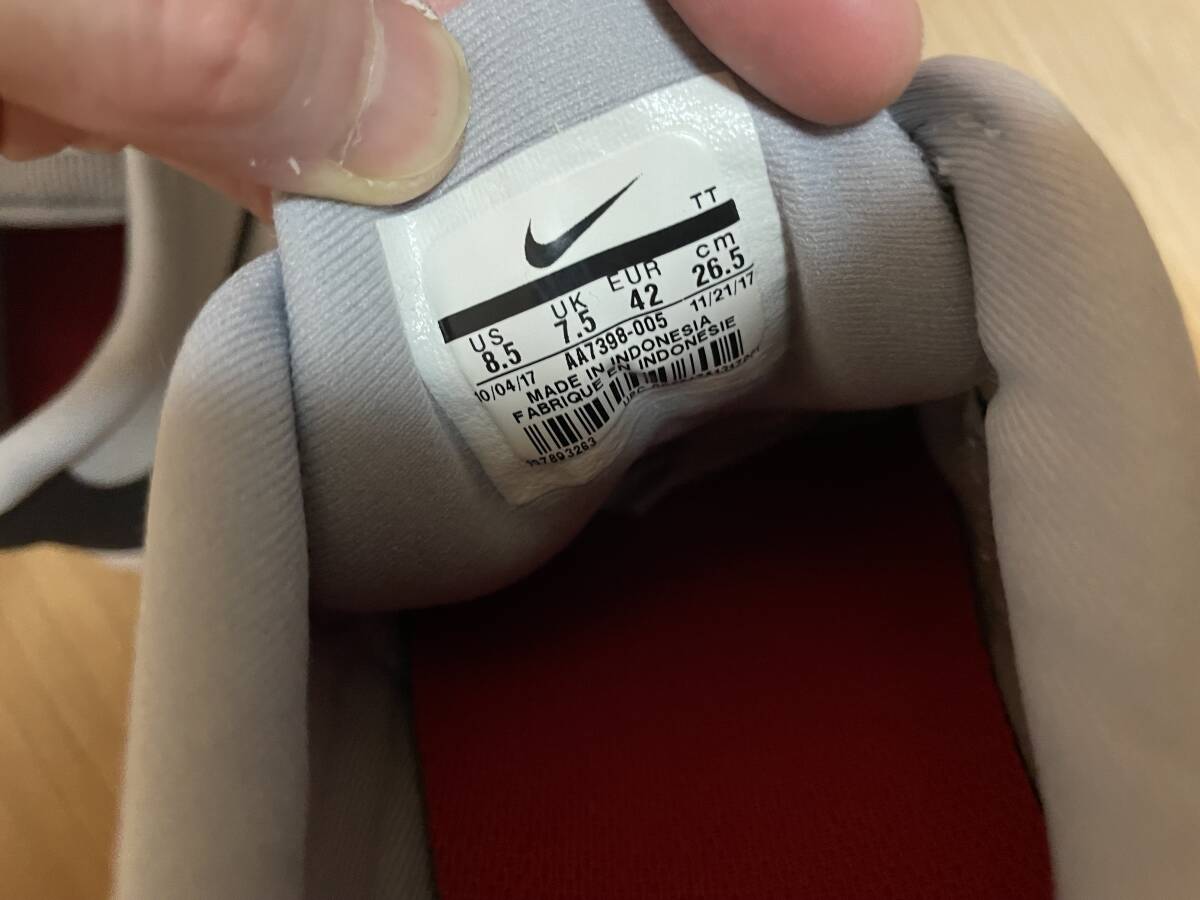 TT
US UK EUR cm
8.5 7.5 42 26.5
AA7398-005
10/04/17 11/21/17
MADE IN INDONESIA
FABRIQUE EN INDONESIE